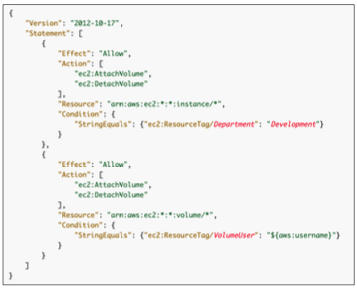 {
"Version": "2012-10-17",
"Statement": [
{
"Effect": "Allow",
"Action": [
"ec2:AttachVolume",
"ec2:DetachVolume"
],
"Resource": "arn:aws:ec2:*:*:instance/*",
"Condition": {
"StringEquals": {"ec2:ResourceTag/Department": "Development"}
}
},
{
"Effect": "Allow",
"Action": [
"ec2:AttachVolume",
"ec2:DetachVolume"
],
"Resource": "arn:aws:ec2:*:*:volume/*",
"Condition": {
"StringEquals": {"ec2:ResourceTag/VolumeUser": "${aws:username}"}
}
}
]
}